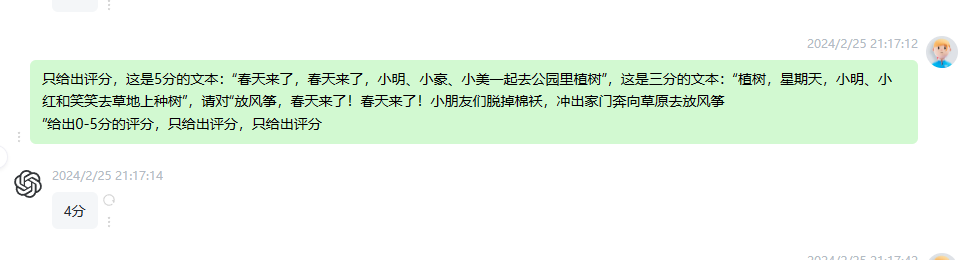 2024/2/25 21:17:12
只给出评分，这是5分的文本：“春天来了，春天来了，小明、小豪、小美一起去公园里植树”，这是三分的文本：“植树，星期天，小明、小
红和笑笑去草地上种树”，请对“放风筝，春天来了！春天来了！小朋友们脱掉棉袄，冲出家门奔向草原去放风筝
”给出0-5分的评分，只给出评分，只给出评分
2024/2/25 21:17:14
4分